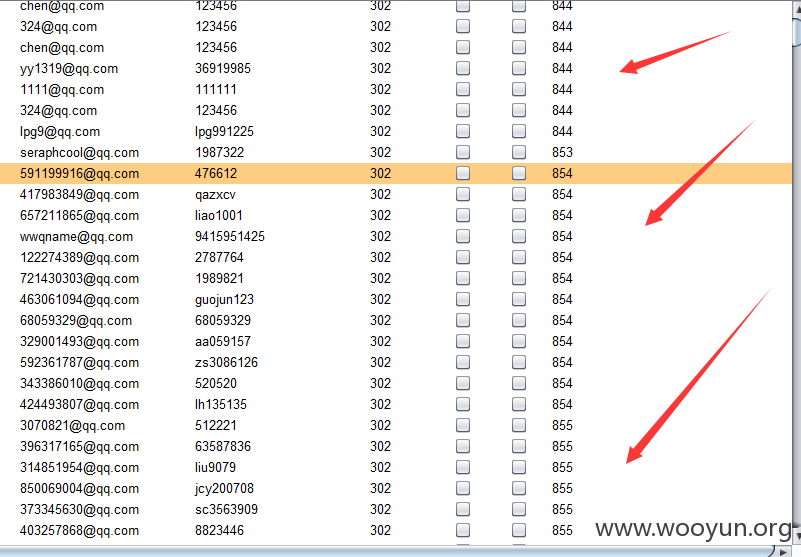 chen@qq.com 123456 302 844
324@qq.com 123456 302 844
chen@qq.com 123456 302 844
yy1319@qq.com 36919985 302 844
1111@qq.com 111111 302 844
324@qq.com 123456 302 844
lpg9@qq.com lpg991225 302 844
seraphcool@qq.com 1987322 302 853
591199916@qq.com 476612 302 854
417983849@qq.com qazxcv 302 854
657211865@qq.com liao1001 302 854
wwqname@qq.com 9415951425 302 854
122274389@qq.com 2787764 302 854
721430303@qq.com 1989821 302 854
463061094@qq.com guojun123 302 854
68059329@qq.com 68059329 302 854
329001493@qq.com aa059157 302 854
592361787@qq.com zs3086126 302 854
343386010@qq.com 520520 302 854
424493807@qq.com lh135135 302 854
3070821@qq.com 512221 302 855
396317165@qq.com 63587836 302 855
314851954@qq.com liu9079 302 855
850069004@qq.com jcy200708 302 855
373345630@qq.com sc3563909 302 855
403257868@qq.com 8823446 302 855
www.wooyun.org